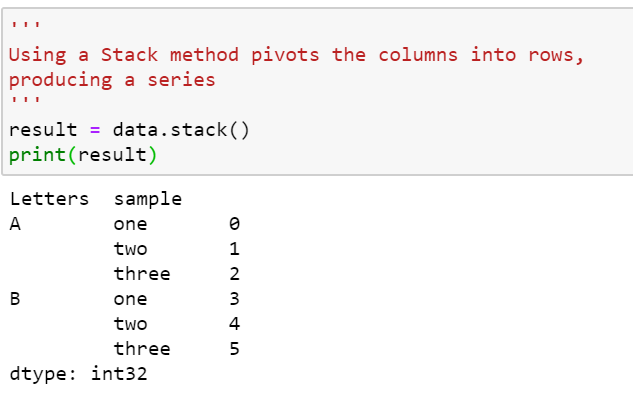 '''
Using a Stack method pivots the columns into rows,
producing a series
'''
result = data.stack()
print(result)
Letters  sample
A        one       0
         two       1
         three     2
B        one       3
         two       4
         three     5
dtype: int32